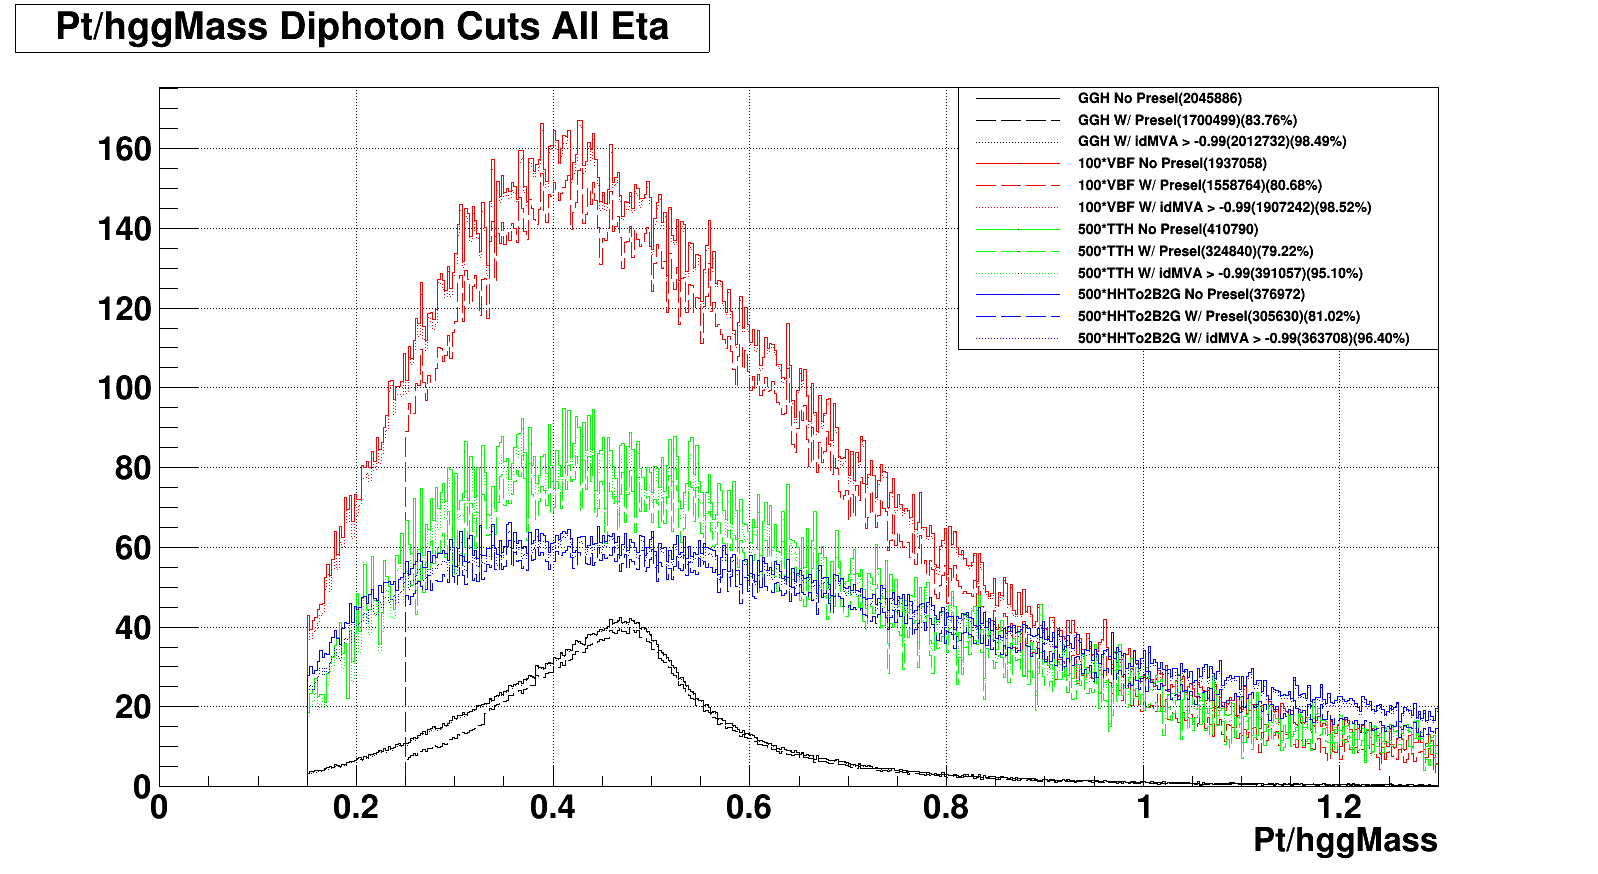 Pt/hggMass Diphoton Cuts All Eta
GGH No Presel(2045886)
GGH W/ Presel(1700499)(83.76%)
GGH W/ idMVA > -0.99(2012732)(98.49%)
100*VBF No Presel(1937058)
100*VBF W/ Presel(1558764)(80.68%)
100*VBF W/ idMVA > -0.99(1907242)(98.52%)
500*TTH No Presel(410790)
500*TTH W/ Presel(324840)(79.22%)
500*TTH W/ idMVA > -0.99(391057)(95.10%)
500*HHTo2B2G No Presel(376972)
500*HHTo2B2G W/ Presel(305630)(81.02%)
500*HHTo2B2G W/ idMVA > -0.99(363708)(96.40%)
160
140
120
100
80
60
40
20
0
0 0.2 0.4 0.6 0.8 1 1.2
Pt/hggMass